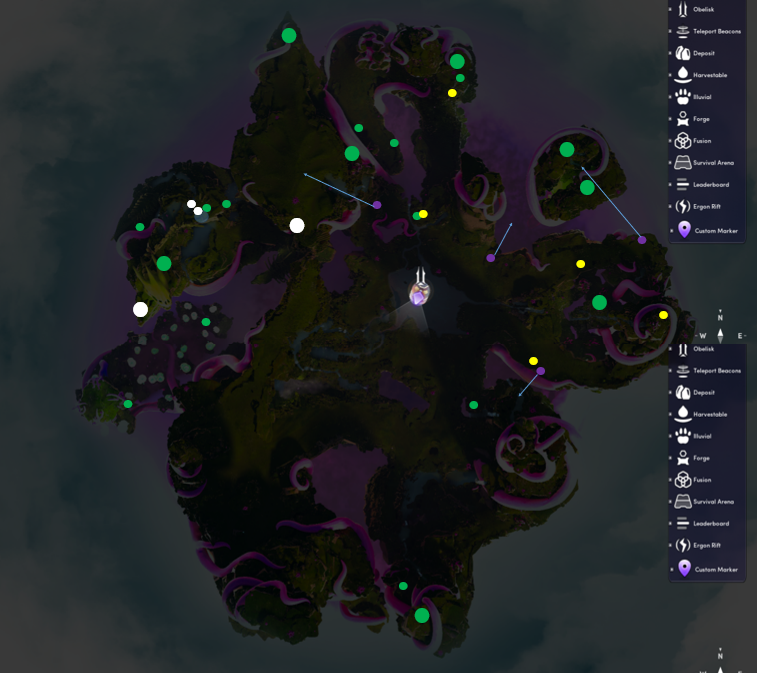 Obelisk
Teleport Beacons
Deposit
Harvestable
Illuvial
Forge
Fusion
Survival Arena
Leaderboard
Ergon Rift
Custom Marker
N
W E
Obelisk
Teleport Beacons
Deposit
Harvestable
Illuvial
Forge
Fusion
Survival Arena
Leaderboard
Ergon Rift
Custom Marker
N